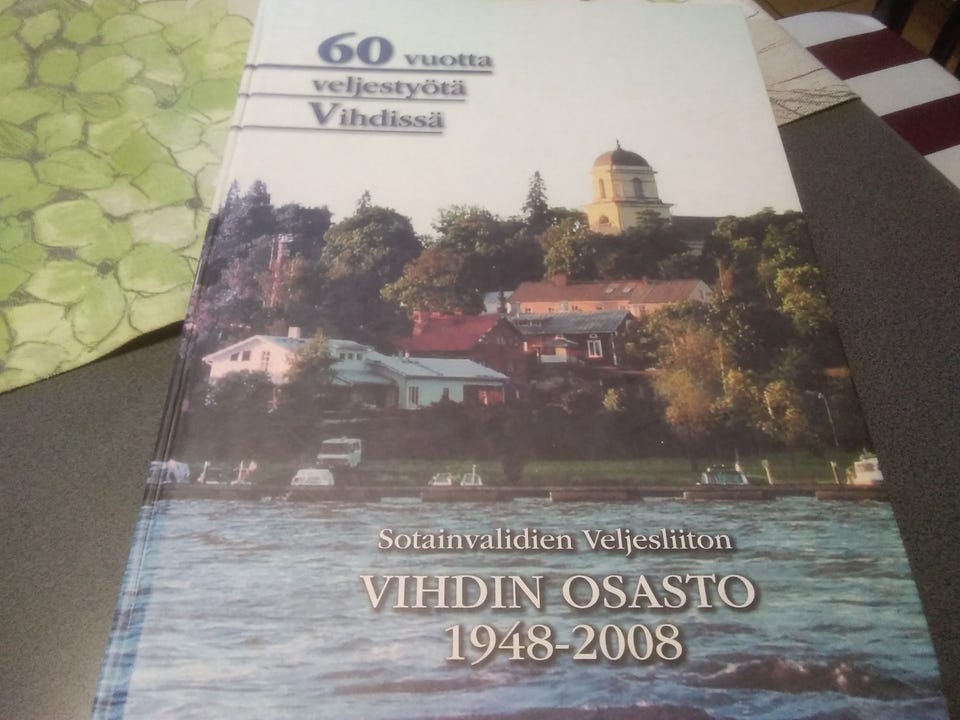 60 vuotta
veljestyötä
Vihdissä
Sotainvalidien Veljesliiton
VIHDIN OSASTO
1948-2008